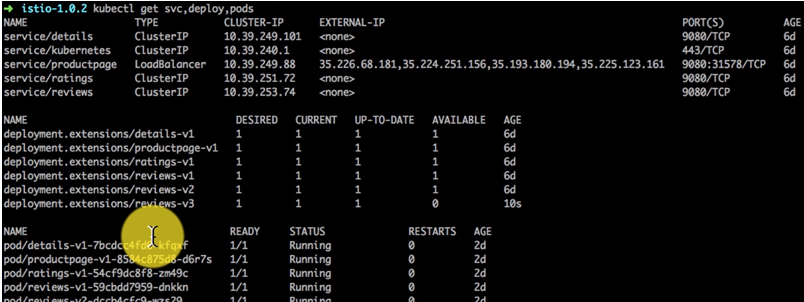 ➜ istio-1.0.2 kubectl get svc,deploy,pods
NAME TYPE CLUSTER-IP EXTERNAL-IP PORT(S) AGE
service/details ClusterIP 10.39.249.101 <none> 9080/TCP 6d
service/kubernetes ClusterIP 10.39.240.1 <none> 443/TCP 6d
service/productpage LoadBalancer 10.39.249.88 35.226.68.181,35.224.251.156,35.193.180.194,35.225.123.161 9080:31578/TCP 6d
service/ratings ClusterIP 10.39.251.72 <none> 9080/TCP 6d
service/reviews ClusterIP 10.39.253.74 <none> 9080/TCP 6d
NAME DESIRED CURRENT UP-TO-DATE AVAILABLE AGE
deployment.extensions/details-v1 1 1 1 1 6d
deployment.extensions/productpage-v1 1 1 1 1 6d
deployment.extensions/ratings-v1 1 1 1 1 6d
deployment.extensions/reviews-v1 1 1 1 1 6d
deployment.extensions/reviews-v2 1 1 1 1 6d
deployment.extensions/reviews-v3 1 1 1 0 10s
NAME READY STATUS RESTARTS AGE
1/1 Running 0 2d
pod/productpage-v1-8584c875d8-d6r7s 1/1 Running 0 2d
pod/ratings-v1-54cf9dc8f8-zm49c 1/1 Running 0 2d
pod/reviews-v1-59cbdd7959-dnkkn 1/1 Running 0 2d
1/1 Running 0 2d